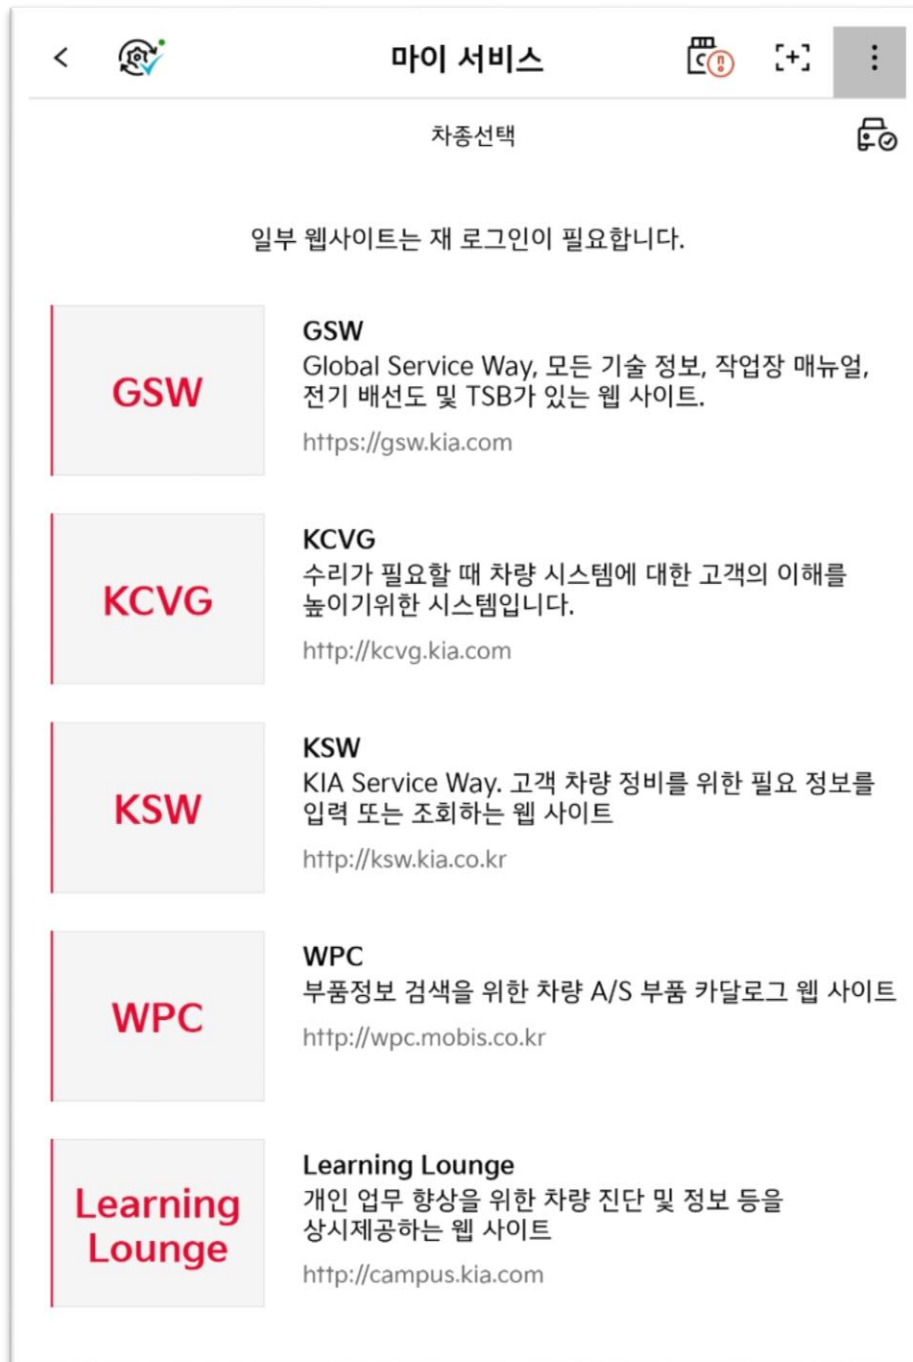 마이 서비스
차종선택
일부 웹사이트는 재 로그인이 필요합니다.
GSW
GSW
Global Service Way, 모든 기술 정보, 작업장 매뉴얼,
전기 배선도 및 TSB가 있는 웹 사이트.
https://gsw.kia.com
KCVG
KCVG
수리가 필요할 때 차량 시스템에 대한 고객의 이해를
높이기위한 시스템입니다.
http://kcvg.kia.com
KSW
KSW
KIA Service Way. 고객 차량 정비를 위한 필요 정보를
입력 또는 조회하는 웹 사이트
http://ksw.kia.co.kr
WPC
WPC
부품정보 검색을 위한 차량 A/S 부품 카달로그 웹 사이트
http://wpc.mobis.co.kr
Learning
Lounge
Learning Lounge
개인 업무 향상을 위한 차량 진단 및 정보 등을
상시제공하는 웹 사이트
http://campus.kia.com